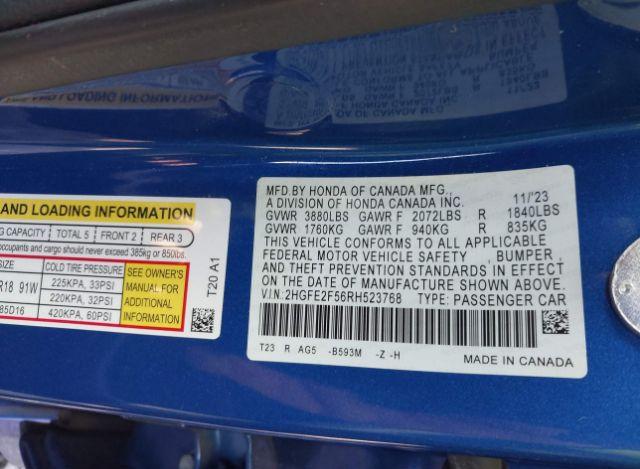 MFD.BY HONDA OF CANADA MFG.,
A DIVISION OF HONDA CANADA INC. 11/'23
GVWR 3880LBS GAWR F 2072LBS R 1840LBS
GVWR 1760KG GAWR F 940KG R 835KG
THIS VEHICLE CONFORMS TO ALL APPLICABLE
FEDERAL MOTOR VEHICLE SAFETY , BUMPER ,
AND THEFT PREVENTION STANDARDS IN EFFECT
ON THE DATE OF MANUFACTURE SHOWN ABOVE.
V.I.N.:2HGFE2F56RH523768 TYPE: PASSENGER CAR
T23 R AG5 -B593M -Z -H
MADE IN CANADA
AND LOADING INFORMATION
CAPACITY TOTAL 5 FRONT 2 REAR 3
occupants and cargo should never exceed 385kg or 850lbs.
SIZE COLD TIRE PRESSURE
R18 91W 225KPA, 33PSI
220KPA, 32PSI
85D16 420KPA, 60PSI
SEE OWNER'S
MANUAL FOR
ADDITIONAL
INFORMATION
T20 A1